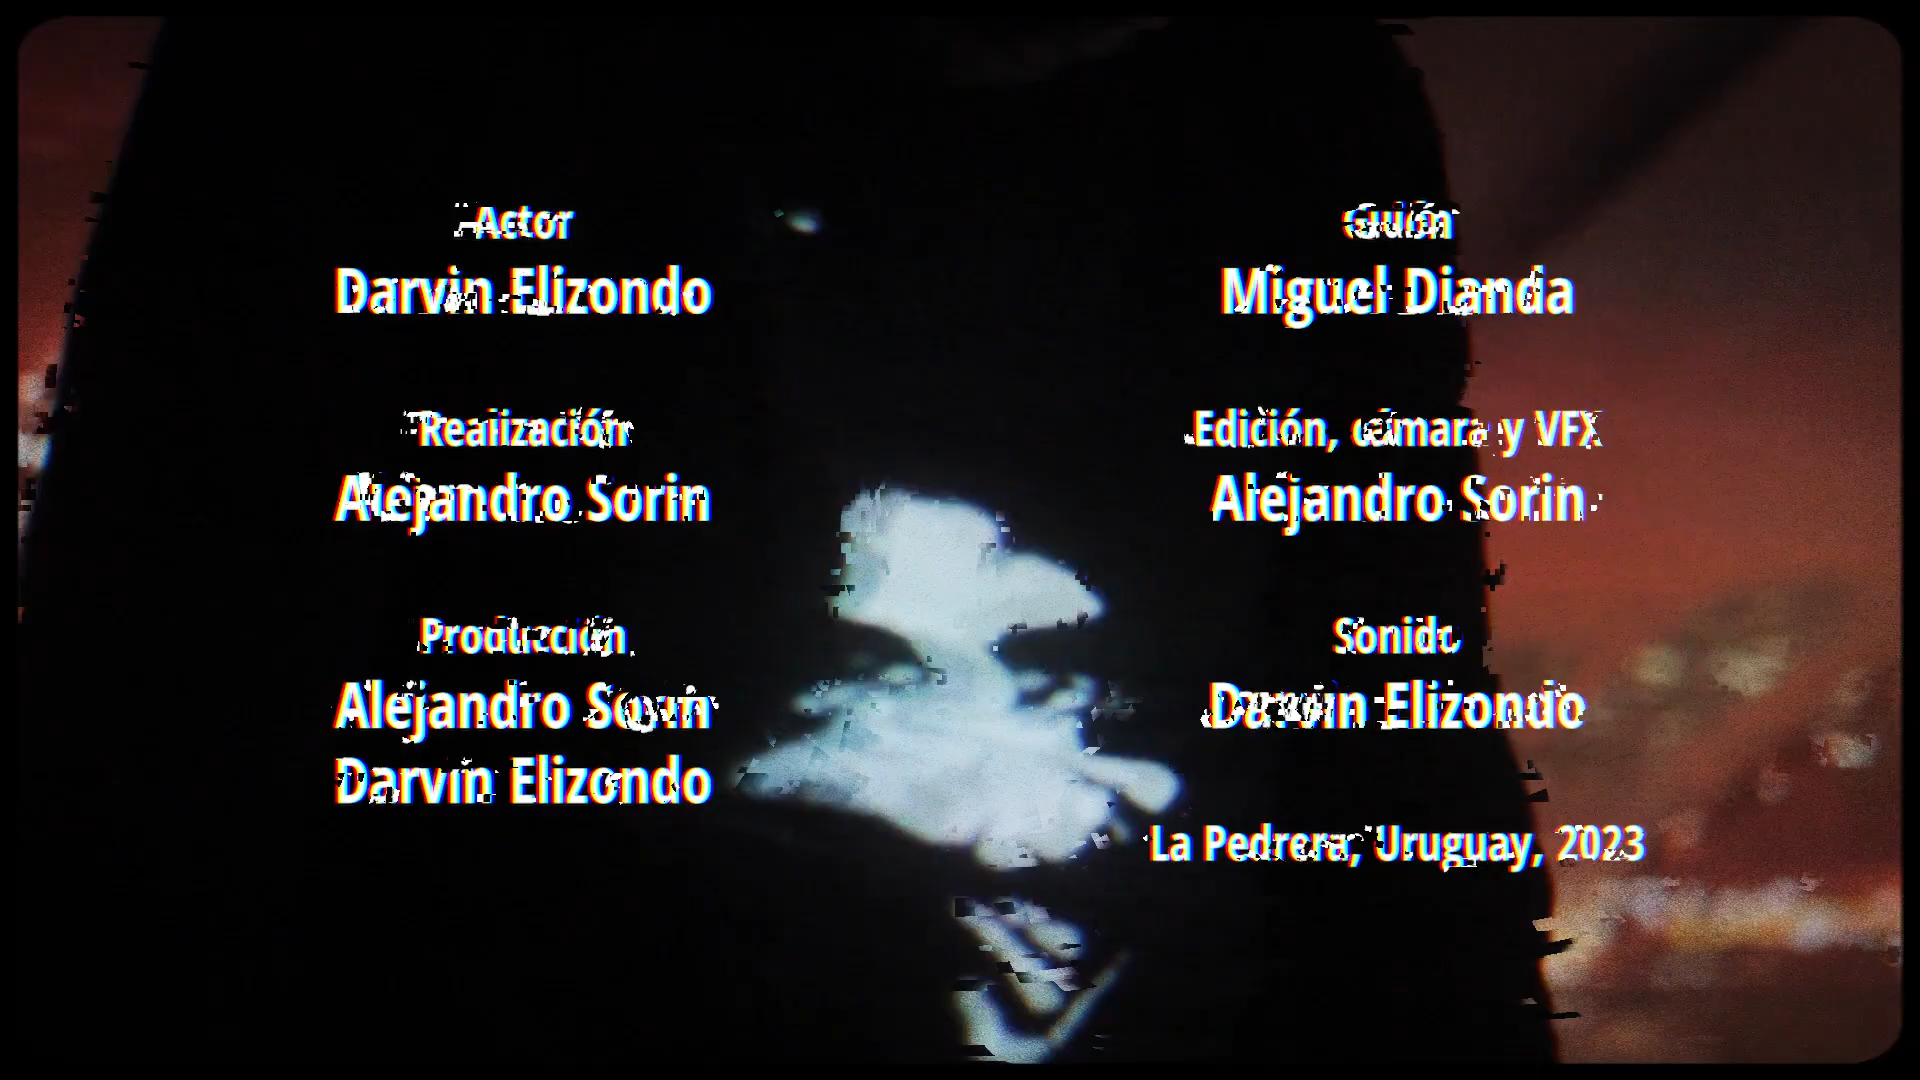 Actor
Darvin Elizondo
Realización
Alejandro Sorin
Producción
Alejandro Sorin
Darvin Elizondo
Guión
Miguel Dianda
Edición, cámara y VFX
Alejandro Sorin
Sonido
Darvin Elizondo
La Pedrera, Uruguay, 2023